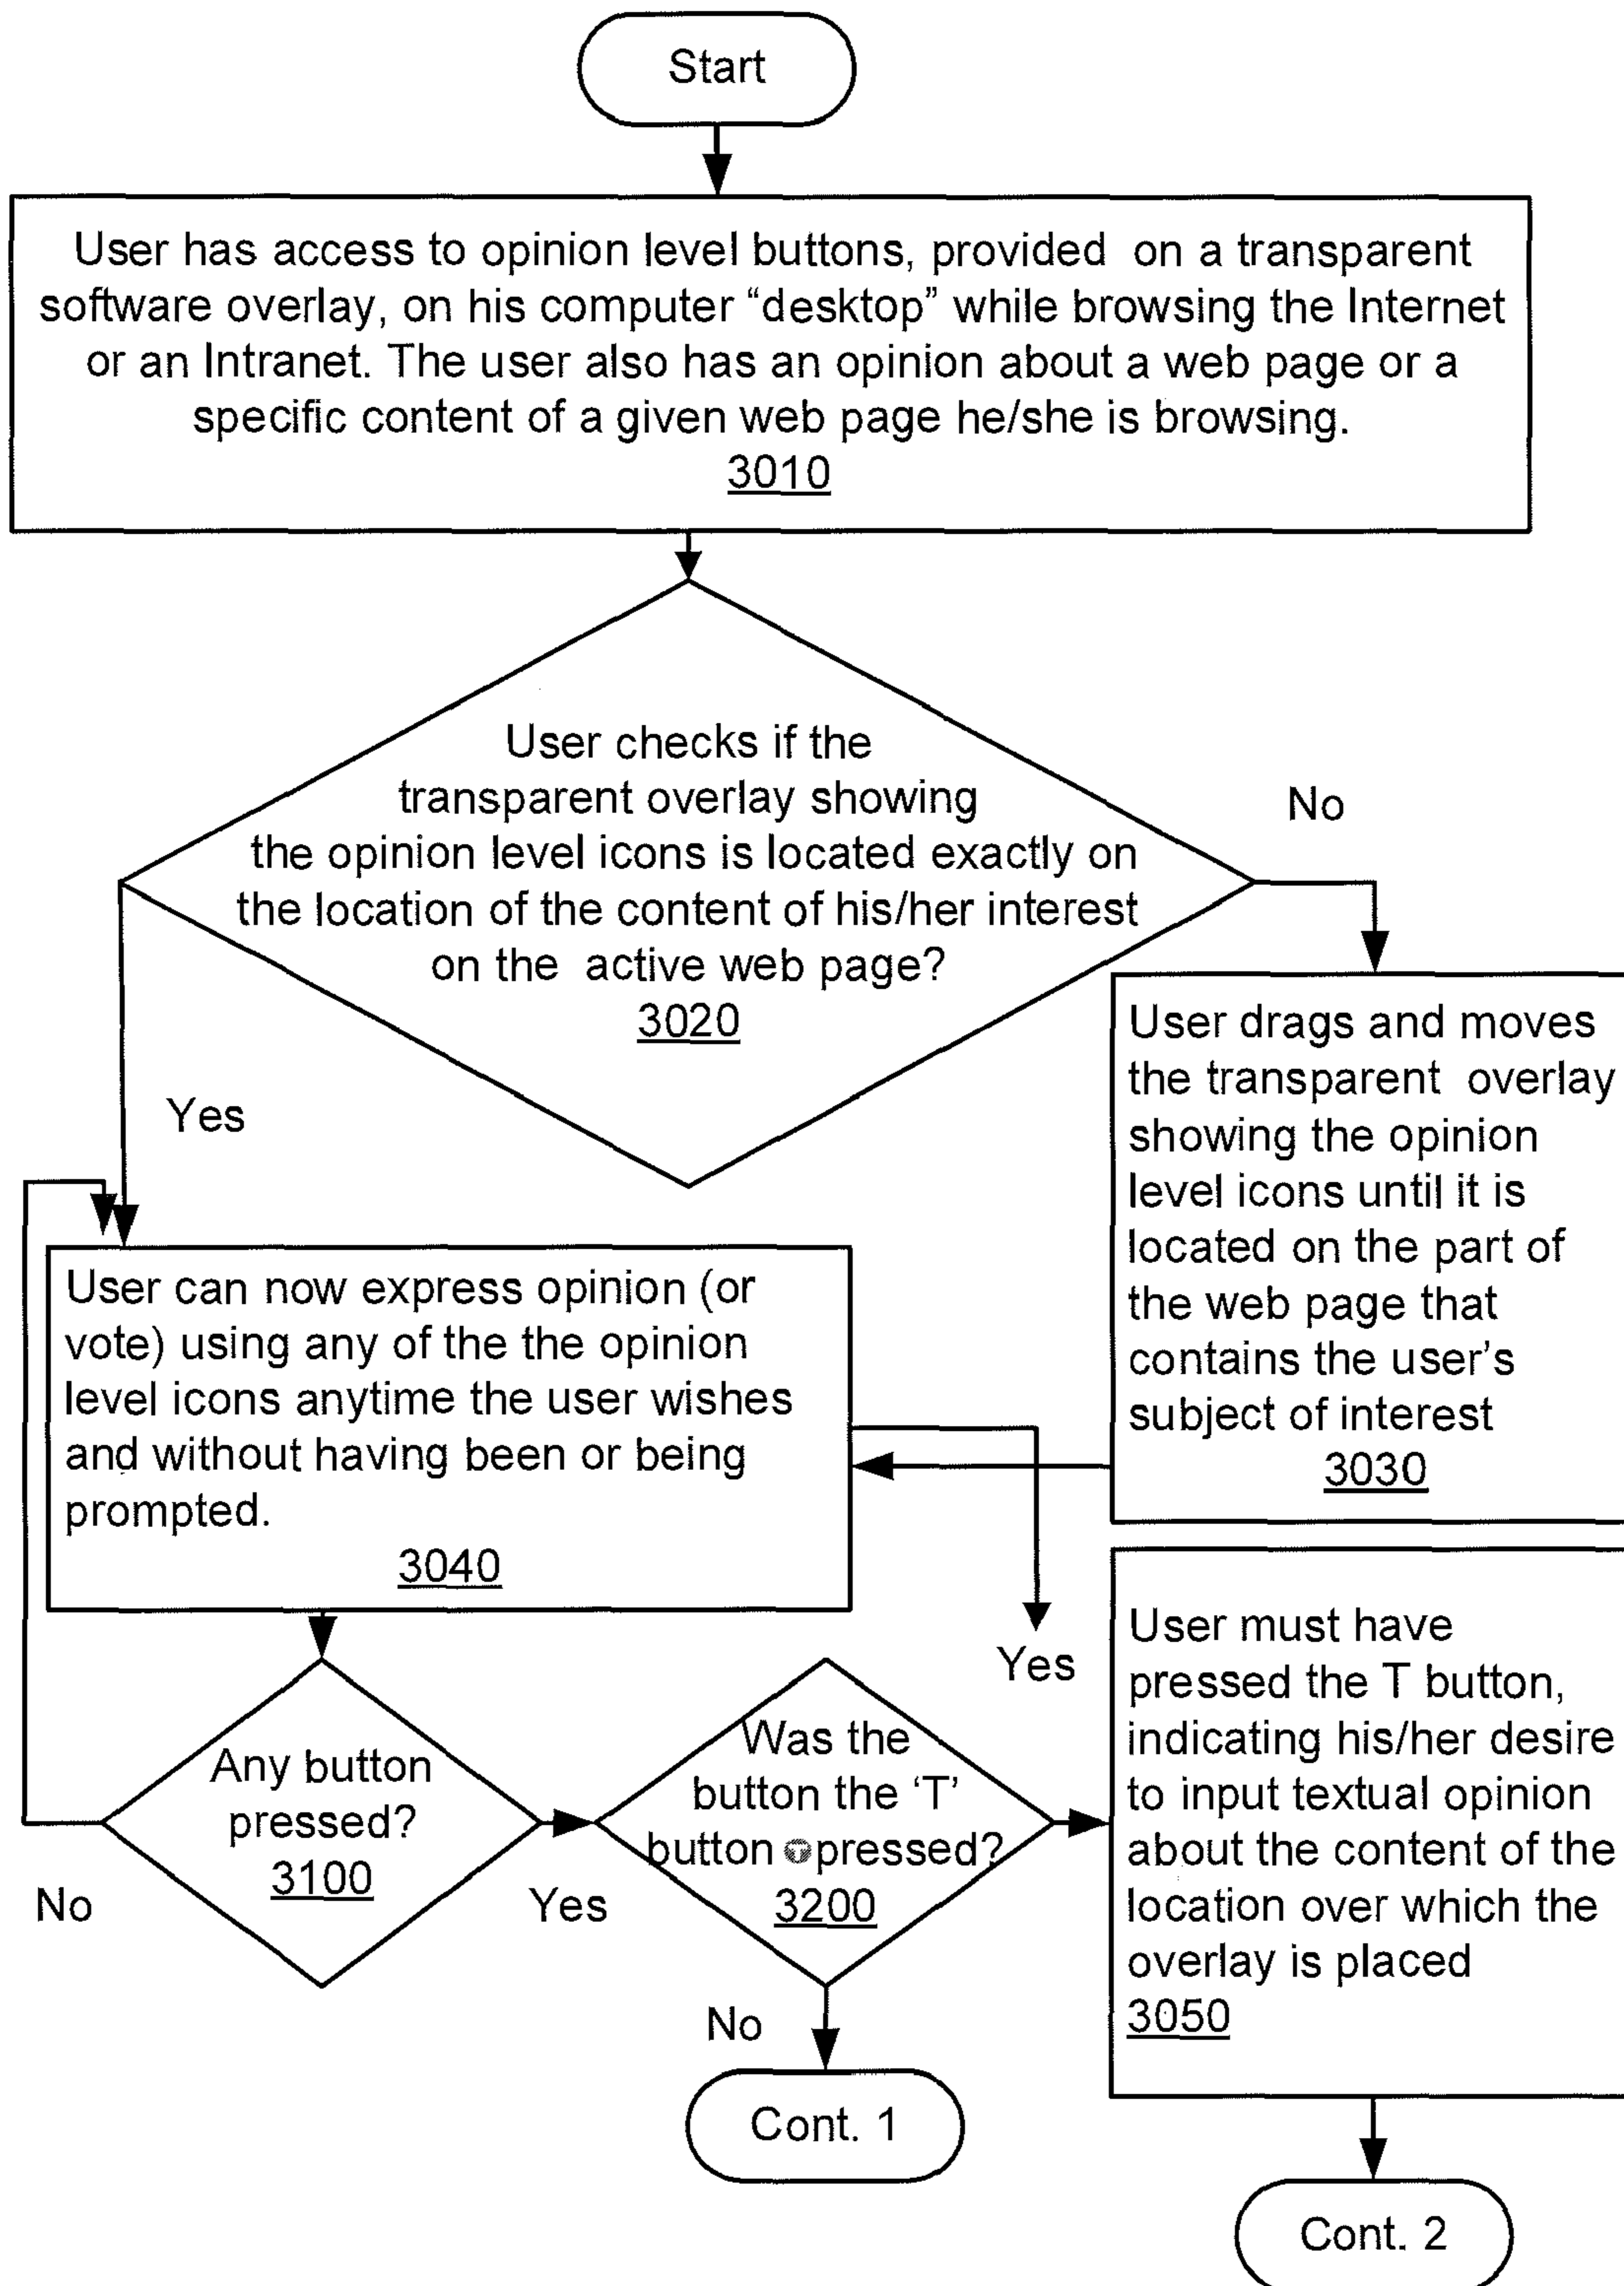 Start
User has access to opinion level buttons, provided on a transparent
software overlay, on his computer “desktop” while browsing the Internet
or an Intranet. The user also has an opinion about a web page or a
specific content of a given web page he/she is browsing.
3010
User checks if the
transparent overlay showing
the opinion level icons is located exactly on
the location of the content of his/her interest
on the active web page?
3020
No
Yes
User drags and moves
the transparent overlay
showing the opinion
level icons until it is
located on the part of
the web page that
contains the user's
subject of interest
3030
User can now express opinion (or
vote) using any of the the opinion
level icons anytime the user wishes
and without having been or being
prompted.
3040
Any button
pressed?
3100
No
Yes
Was the
button the ‘T’
button T pressed?
3200
Yes
No
User must have
pressed the T button,
indicating his/her desire
to input textual opinion
about the content of the
location over which the
overlay is placed
3050
Cont. 1
Cont. 2